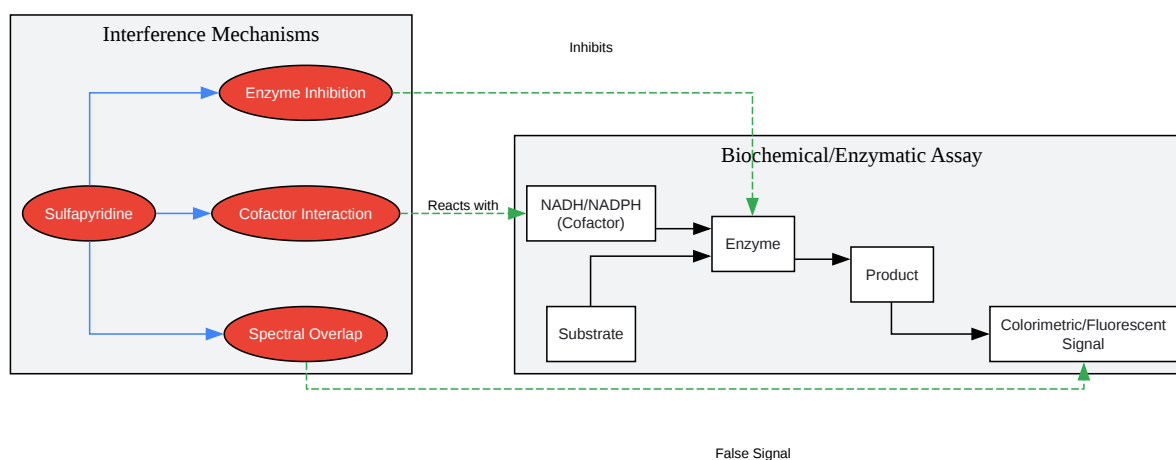 Interference Mechanisms
Inhibits
Enzyme Inhibition
Biochemical/Enzymatic Assay
Sulfapyridine
Cofactor Interaction
Reacts with
NADH/NADPH
(Cofactor)
Enzyme
Product
Spectral Overlap
Substrate
Colorimetric/Fluorescent
Signal
False Signal